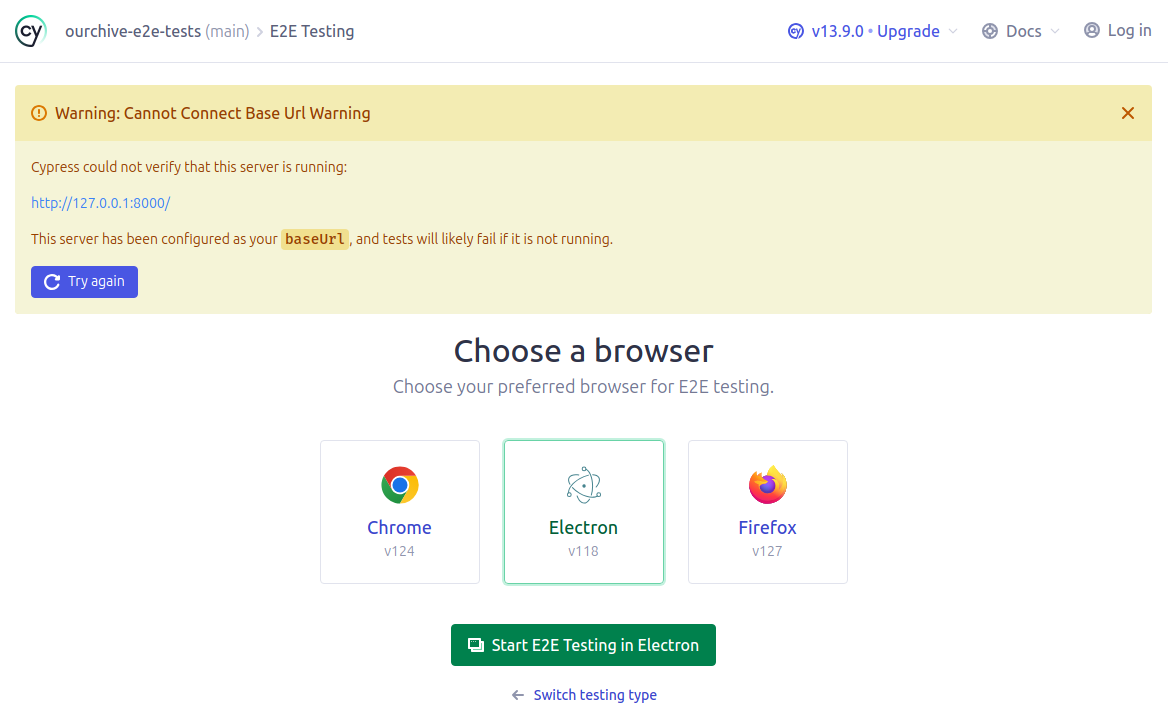 cy ourchive-e2e-tests (main) > E2E Testing cy v13.9.0 • Upgrade Docs Log in
Warning: Cannot Connect Base Url Warning
Cypress could not verify that this server is running:
http://127.0.0.1:8000/
This server has been configured as your baseUrl, and tests will likely fail if it is not running.
Try again
Choose a browser
Choose your preferred browser for E2E testing.
Chrome Electron Firefox
v124 v118 v127
Start E2E Testing in Electron
← Switch testing type